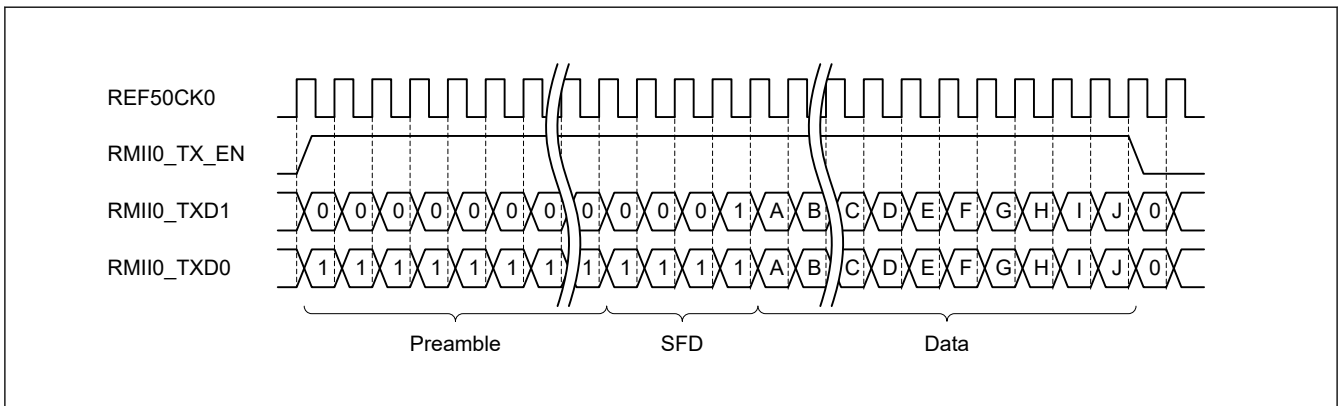 REF50CK0
RMII0_TX_EN
RMII0_TXD1 0 0 0 0 0 0 0 0 0 0 0 1 A B C D E F G H I J 0
RMII0_TXD0 1 1 1 1 1 1 1 1 1 1 1 1 A B C D E F G H I J 0
Preamble SFD Data